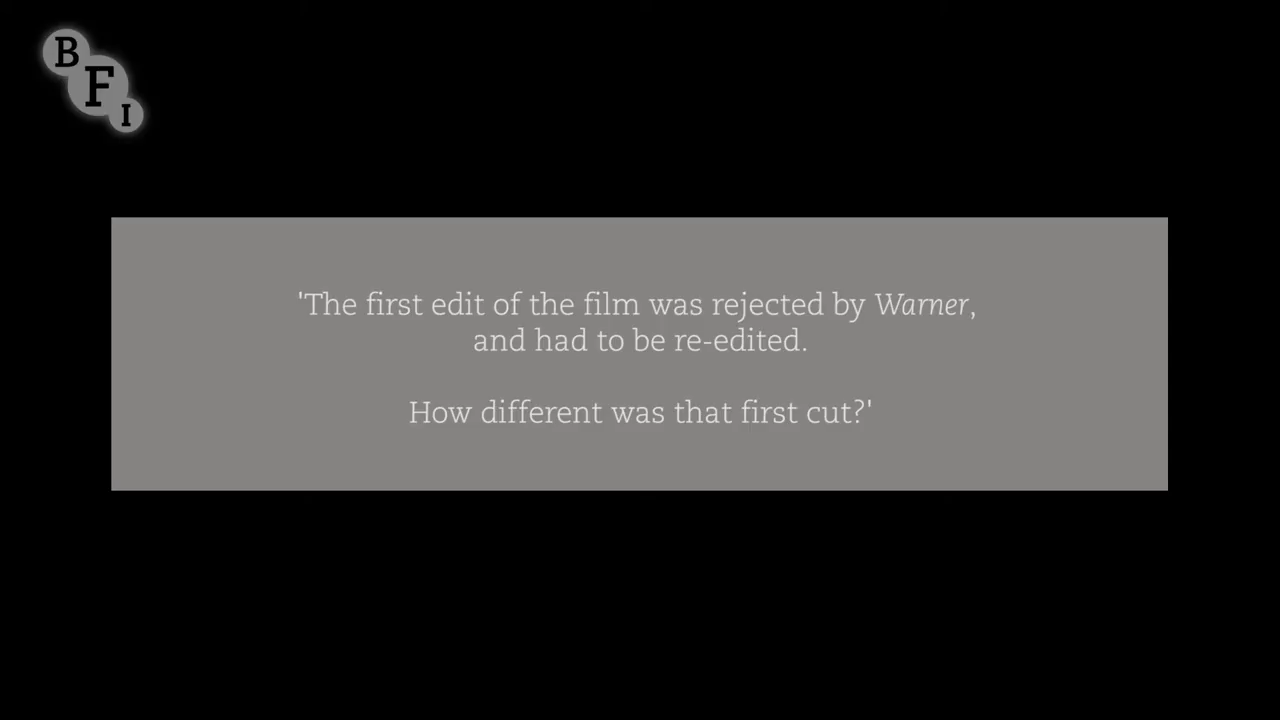 BFI
'The first edit of the film was rejected by Warner,
and had to be re-edited.
How different was that first cut?'